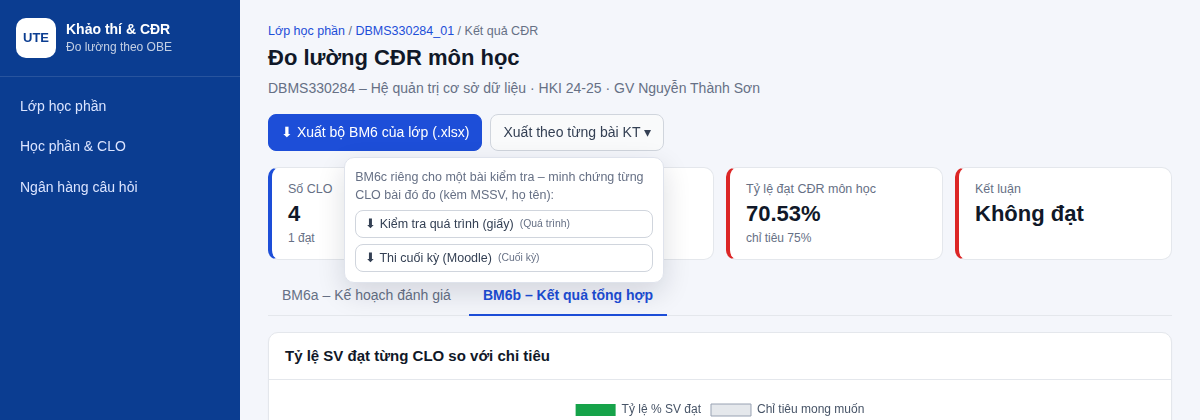 UTE
Khảo thí & CĐR
Đo lường theo OBE
Lớp học phần
Học phần & CLO
Ngân hàng câu hỏi
Lớp học phần / DBMS330284_01 / Kết quả CĐR
Đo lường CĐR môn học
DBMS330284 – Hệ quản trị cơ sở dữ liệu · HKI 24-25 · GV Nguyễn Thành Sơn
⬇ Xuất bộ BM6 của lớp (.xlsx)
Xuất theo từng bài KT ▾
BM6c riêng cho một bài kiểm tra – minh chứng từng
CLO bài đó đo (kèm MSSV, họ tên):
⬇ Kiểm tra quá trình (giấy) (Quá trình)
⬇ Thi cuối kỳ (Moodle) (Cuối kỳ)
Số CLO
4
1 đạt
Tỷ lệ đạt CĐR môn học
70.53%
chỉ tiêu 75%
Kết luận
Không đạt
BM6a – Kế hoạch đánh giá
BM6b – Kết quả tổng hợp
Tỷ lệ SV đạt từng CLO so với chỉ tiêu
Tỷ lệ % SV đạt
Chỉ tiêu mong muốn